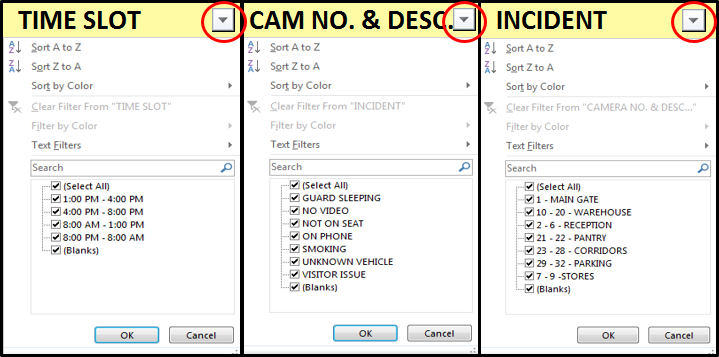 TIME SLOT
Sort A to Z
Sort Z to A
Sort by Color
Clear Filter From "TIME SLOT"
Filter by Color
Text Filters
Search
(Select All)
1:00 PM - 4:00 PM
4:00 PM - 8:00 PM
8:00 AM - 1:00 PM
8:00 PM - 8:00 AM
(Blanks)
OK
Cancel
CAM NO. & DESC..
Sort A to Z
Sort Z to A
Sort by Color
Clear Filter From "INCIDENT"
Filter by Color
Text Filters
Search
(Select All)
GUARD SLEEPING
NO VIDEO
NOT ON SEAT
ON PHONE
SMOKING
UNKNOWN VEHICLE
VISITOR ISSUE
(Blanks)
OK
Cancel
INCIDENT
Sort A to Z
Sort Z to A
Sort by Color
Clear Filter From "CAMERA NO. & DESC..."
Filter by Color
Text Filters
Search
(Select All)
1 - MAIN GATE
10 - 20 - WAREHOUSE
2 - 6 - RECEPTION
21 - 22 - PANTRY
23 - 28 - CORRIDORS
29 - 32 - PARKING
7 - 9 -STORES
(Blanks)
OK
Cancel